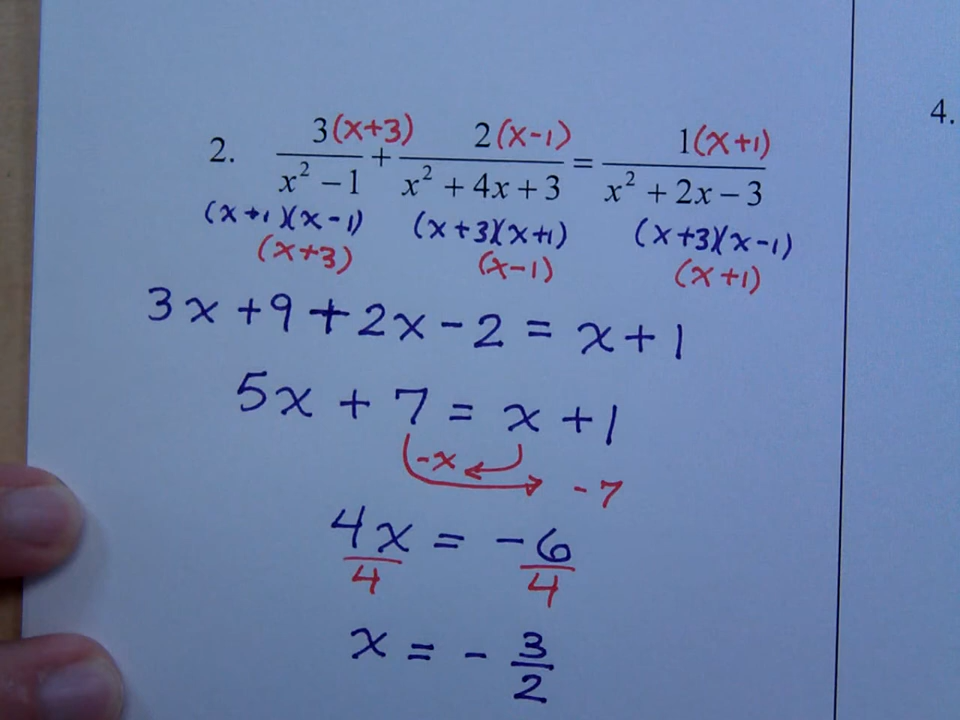 2. 3(x+3)/(x² − 1) + 2(x−1)/(x² + 4x + 3) = 1(x+1)/(x² + 2x − 3)
4.
(x+1)(x−1) (x+3)(x+1) (x+3)(x−1)
(x+3) (x−1) (x+1)
3x + 9 + 2x − 2 = x + 1
5x + 7 = x + 1
−x −7
4x/4 = −6/4
x = − 3/2